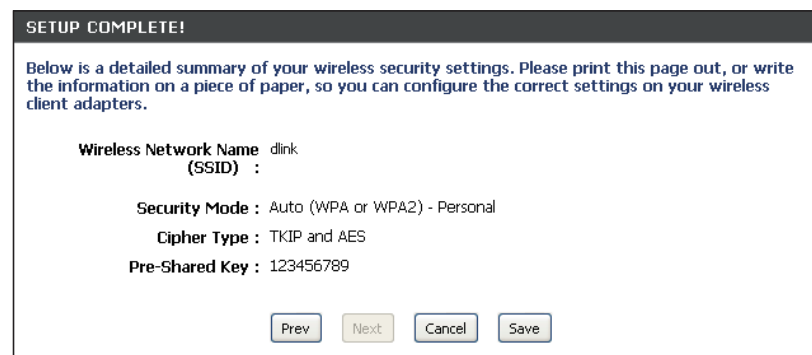 SETUP COMPLETE!
Below is a detailed summary of your wireless security settings. Please print this page out, or write
the information on a piece of paper, so you can configure the correct settings on your wireless
client adapters.
Wireless Network Name dlink
(SSID) :
Security Mode : Auto (WPA or WPA2) - Personal
Cipher Type : TKIP and AES
Pre-Shared Key : 123456789
Prev Next Cancel Save